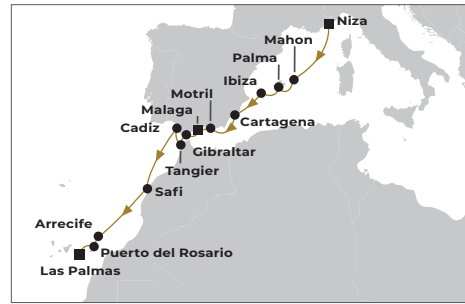 Niza
Mahon
Palma
Ibiza
Motril
Malaga
Cartagena
Cadiz
Gibraltar
Tangier
Safi
Arrecife
Puerto del Rosario
Las Palmas